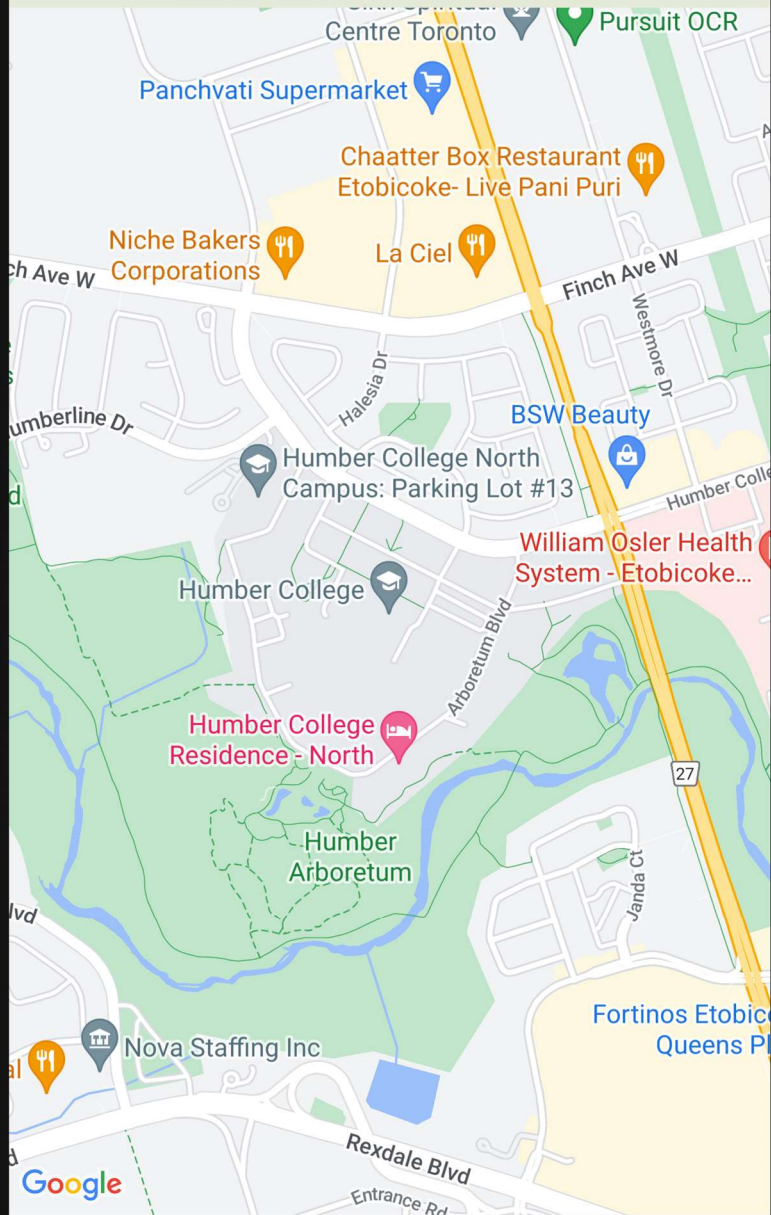 Centre Toronto
Pursuit OCR
Panchvati Supermarket
Chaatter Box Restaurant
Etobicoke- Live Pani Puri
Niche Bakers
Corporations
La Ciel
ch Ave W
Finch Ave W
Westmore Dr
Halesia Dr
umberline Dr
BSW Beauty
Humber College North
Campus: Parking Lot #13
Humber Colle
d
William Osler Health
System - Etobicoke...
Humber College
Arboretum Blvd
Humber College
Residence - North
27
Humber
Arboretum
Janda Ct
lvd
Fortinos Etobic
Queens Pl
Nova Staffing Inc
al
Rexdale Blvd
d
Google
Entrance Rd